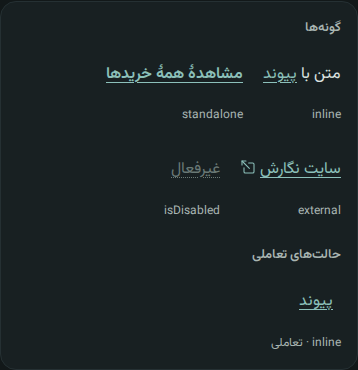 گونه‌ها
متن با پیوند مشاهدهٔ همهٔ خریدها
inline standalone
سایت نگارش غیرفعال
external isDisabled
حالت‌های تعاملی
پیوند
inline · تعاملی